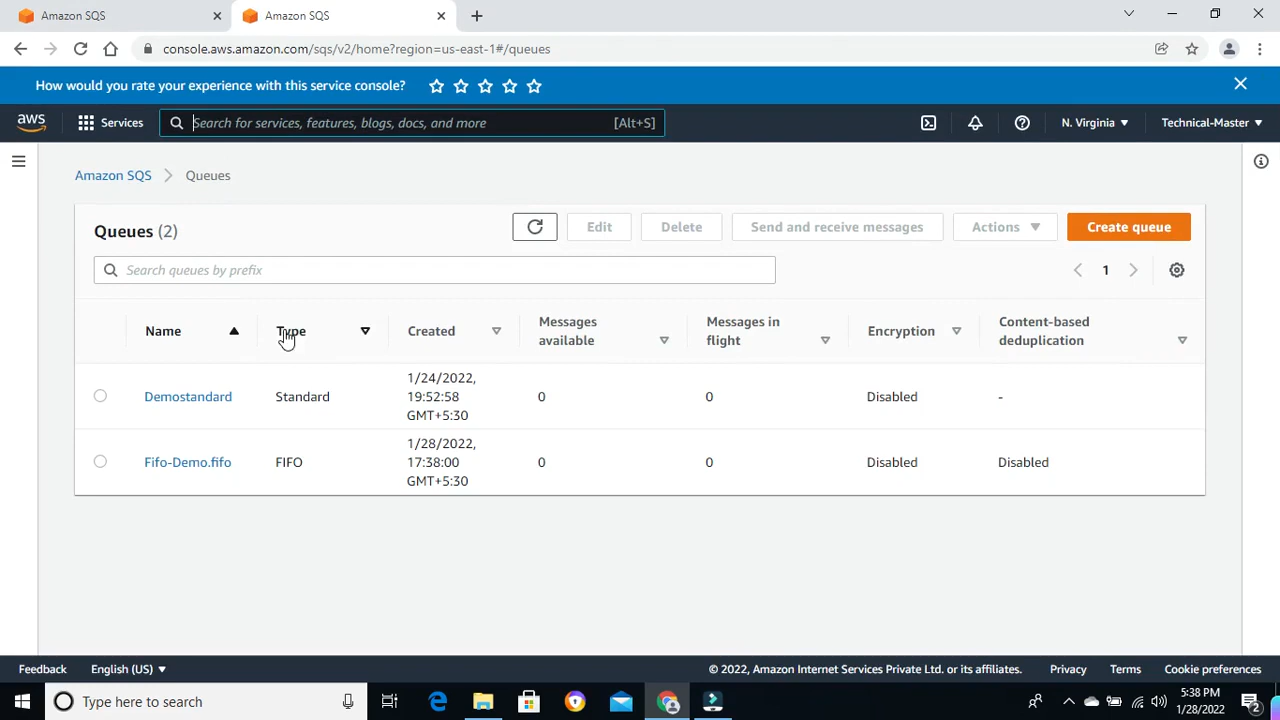 Amazon SQS
Amazon SQS
console.aws.amazon.com/sqs/v2/home?region=us-east-1#/queues
How would you rate your experience with this service console?
aws
Services
Search for services, features, blogs, docs, and more
[Alt+S]
N. Virginia
Technical-Master
Amazon SQS
Queues
Queues (2)
Edit
Delete
Send and receive messages
Actions
Create queue
Search queues by prefix
1
Name
Type
Created
Messages available
Messages in flight
Encryption
Content-based deduplication
Demostandard
Standard
1/24/2022,
19:52:58
GMT+5:30
0
0
Disabled
-
Fifo-Demo.fifo
FIFO
1/28/2022,
17:38:00
GMT+5:30
0
0
Disabled
Disabled
Feedback
English (US)
© 2022, Amazon Internet Services Private Ltd. or its affiliates.
Privacy
Terms
Cookie preferences
Type here to search
5:38 PM
1/28/2022
2